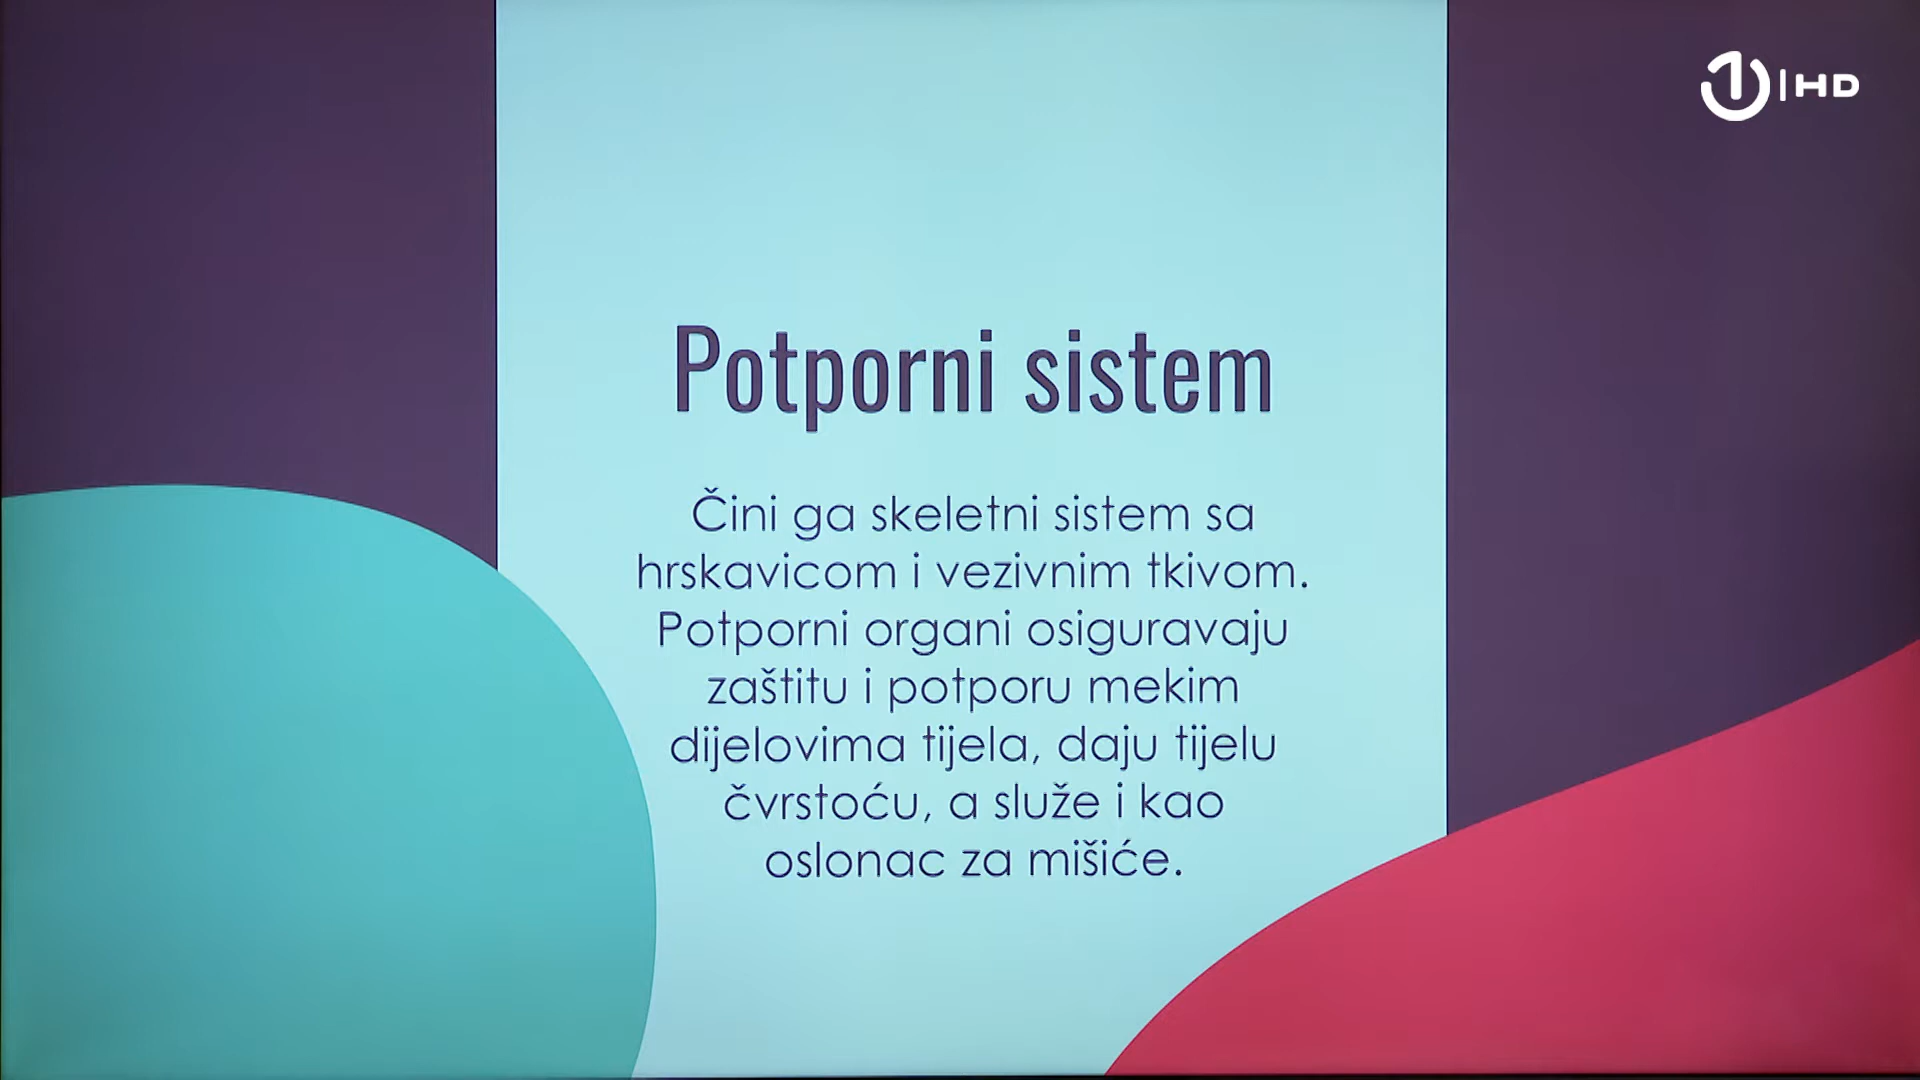 1|HD
Potporni sistem
Čini ga skeletni sistem sa
hrskavicom i vezivnim tkivom.
Potporni organi osiguravaju
zaštitu i potporu mekim
dijelovima tijela, daju tijelu
čvrstoću, a služe i kao
oslonac za mišiće.